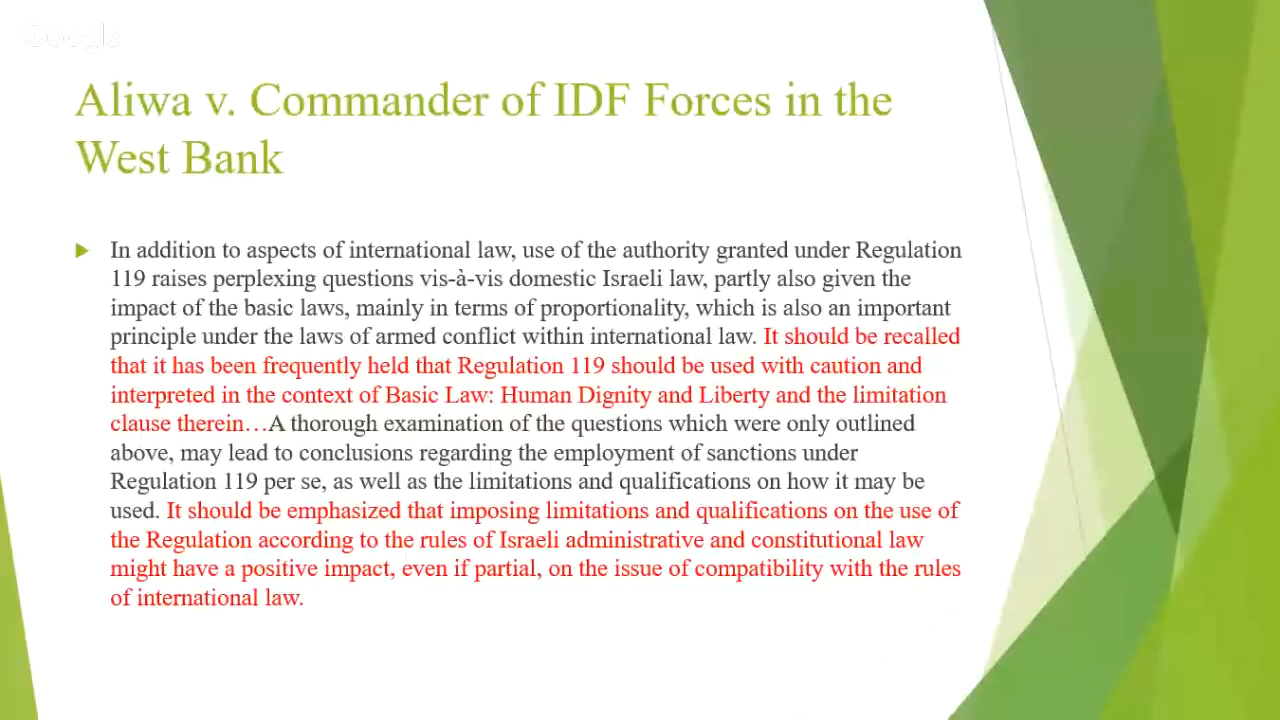 Google
Aliwa v. Commander of IDF Forces in the
West Bank
In addition to aspects of international law, use of the authority granted under Regulation
119 raises perplexing questions vis-à-vis domestic Israeli law, partly also given the
impact of the basic laws, mainly in terms of proportionality, which is also an important
principle under the laws of armed conflict within international law. It should be recalled
that it has been frequently held that Regulation 119 should be used with caution and
interpreted in the context of Basic Law: Human Dignity and Liberty and the limitation
clause therein…A thorough examination of the questions which were only outlined
above, may lead to conclusions regarding the employment of sanctions under
Regulation 119 per se, as well as the limitations and qualifications on how it may be
used. It should be emphasized that imposing limitations and qualifications on the use of
the Regulation according to the rules of Israeli administrative and constitutional law
might have a positive impact, even if partial, on the issue of compatibility with the rules
of international law.